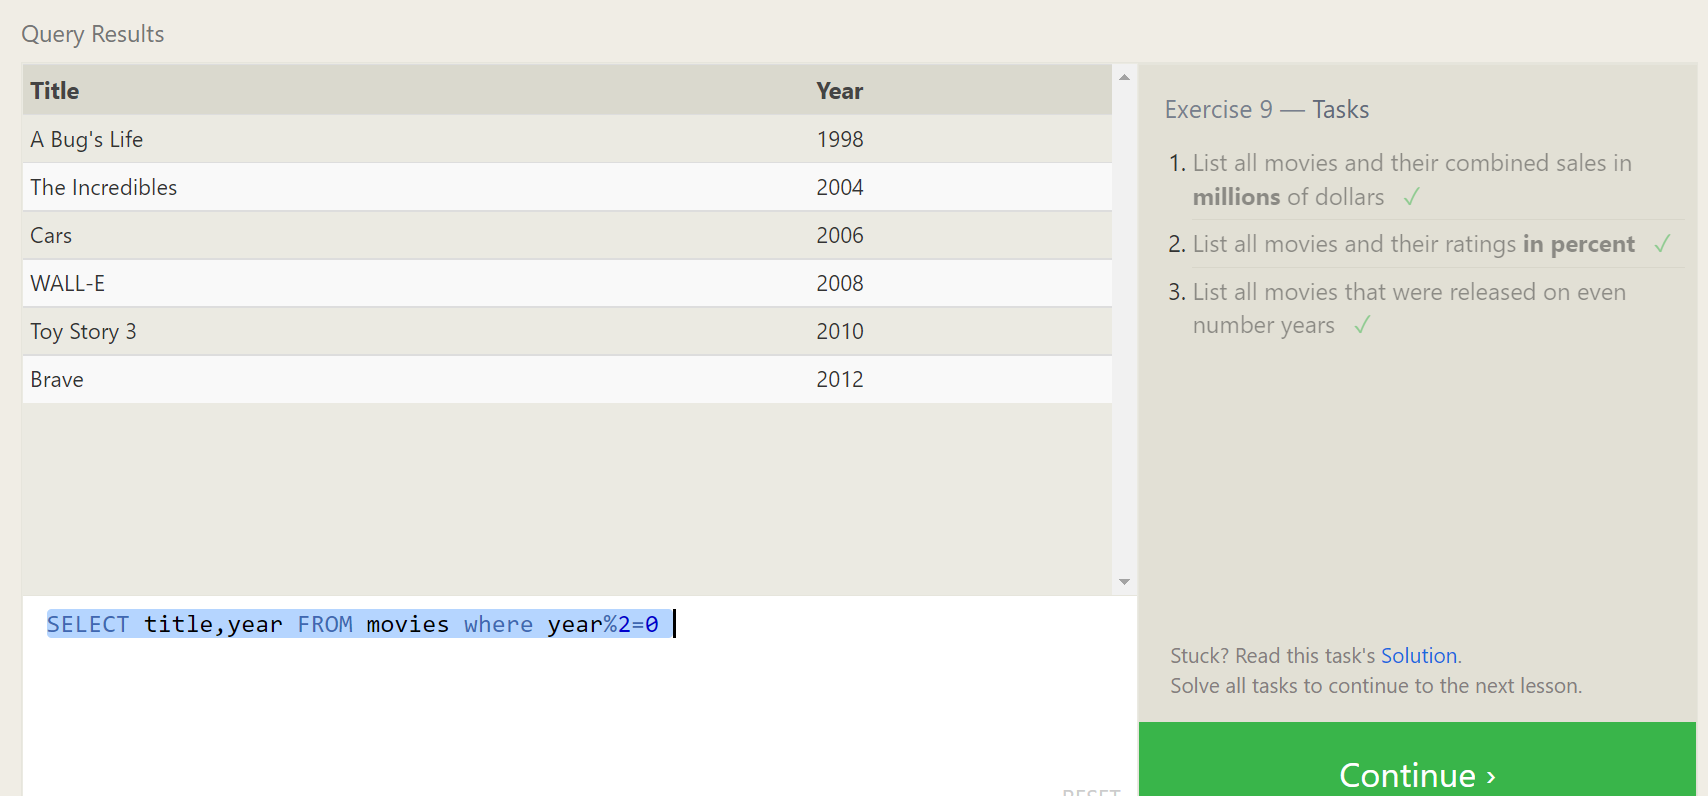 Query Results
Title Year
A Bug's Life 1998
The Incredibles 2004
Cars 2006
WALL-E 2008
Toy Story 3 2010
Brave 2012
SELECT title,year FROM movies where year%2=0
RESET
Exercise 9 — Tasks
1. List all movies and their combined sales in
millions of dollars ✓
2. List all movies and their ratings in percent ✓
3. List all movies that were released on even
number years ✓
Stuck? Read this task's Solution.
Solve all tasks to continue to the next lesson.
Continue ›